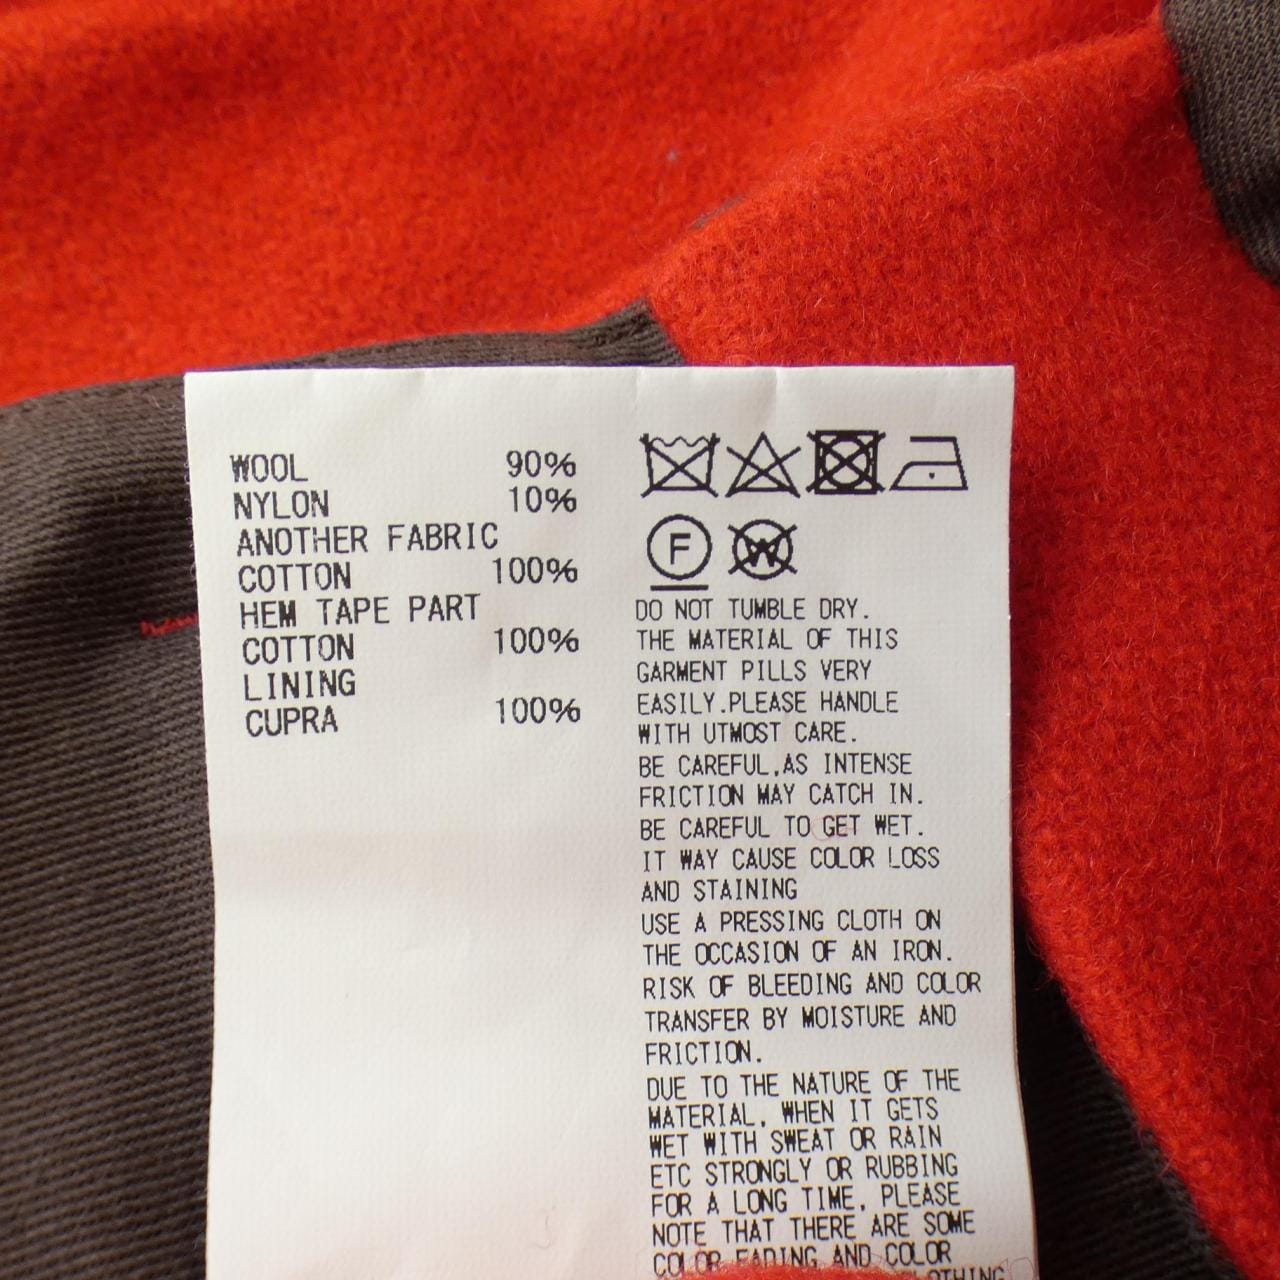 WOOL 90%
NYLON 10%
ANOTHER FABRIC
COTTON 100%
HEM TAPE PART
COTTON 100%
LINING
CUPRA 100%
F W
DO NOT TUMBLE DRY.
THE MATERIAL OF THIS
GARMENT PILLS VERY
EASILY.PLEASE HANDLE
WITH UTMOST CARE.
BE CAREFUL,AS INTENSE
FRICTION MAY CATCH IN.
BE CAREFUL TO GET WET.
IT WAY CAUSE COLOR LOSS
AND STAINING
USE A PRESSING CLOTH ON
THE OCCASION OF AN IRON.
RISK OF BLEEDING AND COLOR
TRANSFER BY MOISTURE AND
FRICTION.
DUE TO THE NATURE OF THE
MATERIAL, WHEN IT GETS
WET WITH SWEAT OR RAIN
ETC STRONGLY OR RUBBING
FOR A LONG TIME, PLEASE
NOTE THAT THERE ARE SOME
COLOR FADING AND COLOR